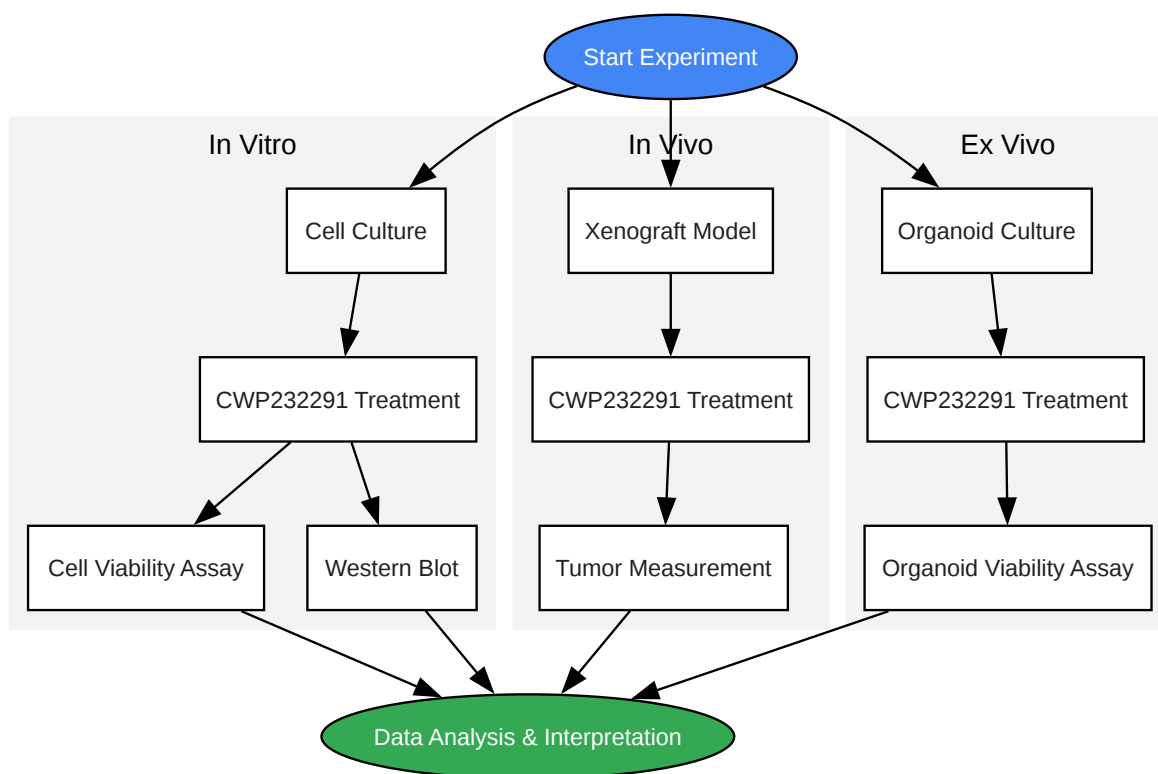 Start Experiment
In Vitro
In Vivo
Ex Vivo
Cell Culture
Xenograft Model
Organoid Culture
CWP232291 Treatment
CWP232291 Treatment
CWP232291 Treatment
Cell Viability Assay
Western Blot
Tumor Measurement
Organoid Viability Assay
Data Analysis & Interpretation